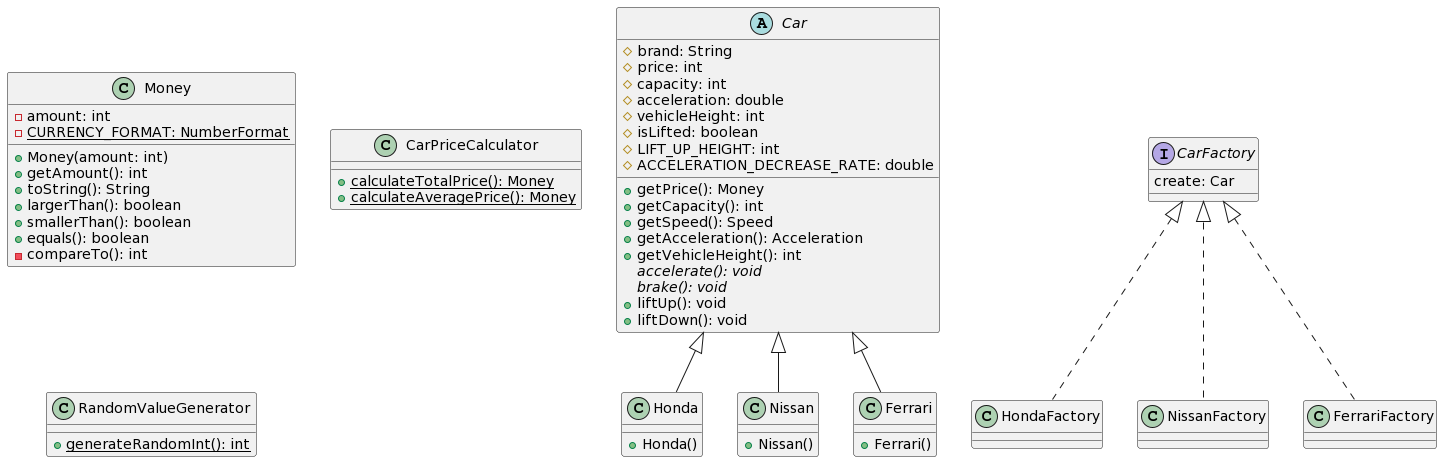 C Money
amount: int
CURRENCY_FORMAT: NumberFormat
Money(amount: int)
getAmount(): int
toString(): String
largerThan(): boolean
smallerThan(): boolean
equals(): boolean
compareTo(): int
C CarPriceCalculator
calculateTotalPrice(): Money
calculateAveragePrice(): Money
A Car
brand: String
price: int
capacity: int
acceleration: double
vehicleHeight: int
isLifted: boolean
LIFT_UP_HEIGHT: int
ACCELERATION_DECREASE_RATE: double
getPrice(): Money
getCapacity(): int
getSpeed(): Speed
getAcceleration(): Acceleration
getVehicleHeight(): int
accelerate(): void
brake(): void
liftUp(): void
liftDown(): void
I CarFactory
create: Car
C RandomValueGenerator
generateRandomInt(): int
C Honda
Honda()
C Nissan
Nissan()
C Ferrari
Ferrari()
C HondaFactory
C NissanFactory
C FerrariFactory